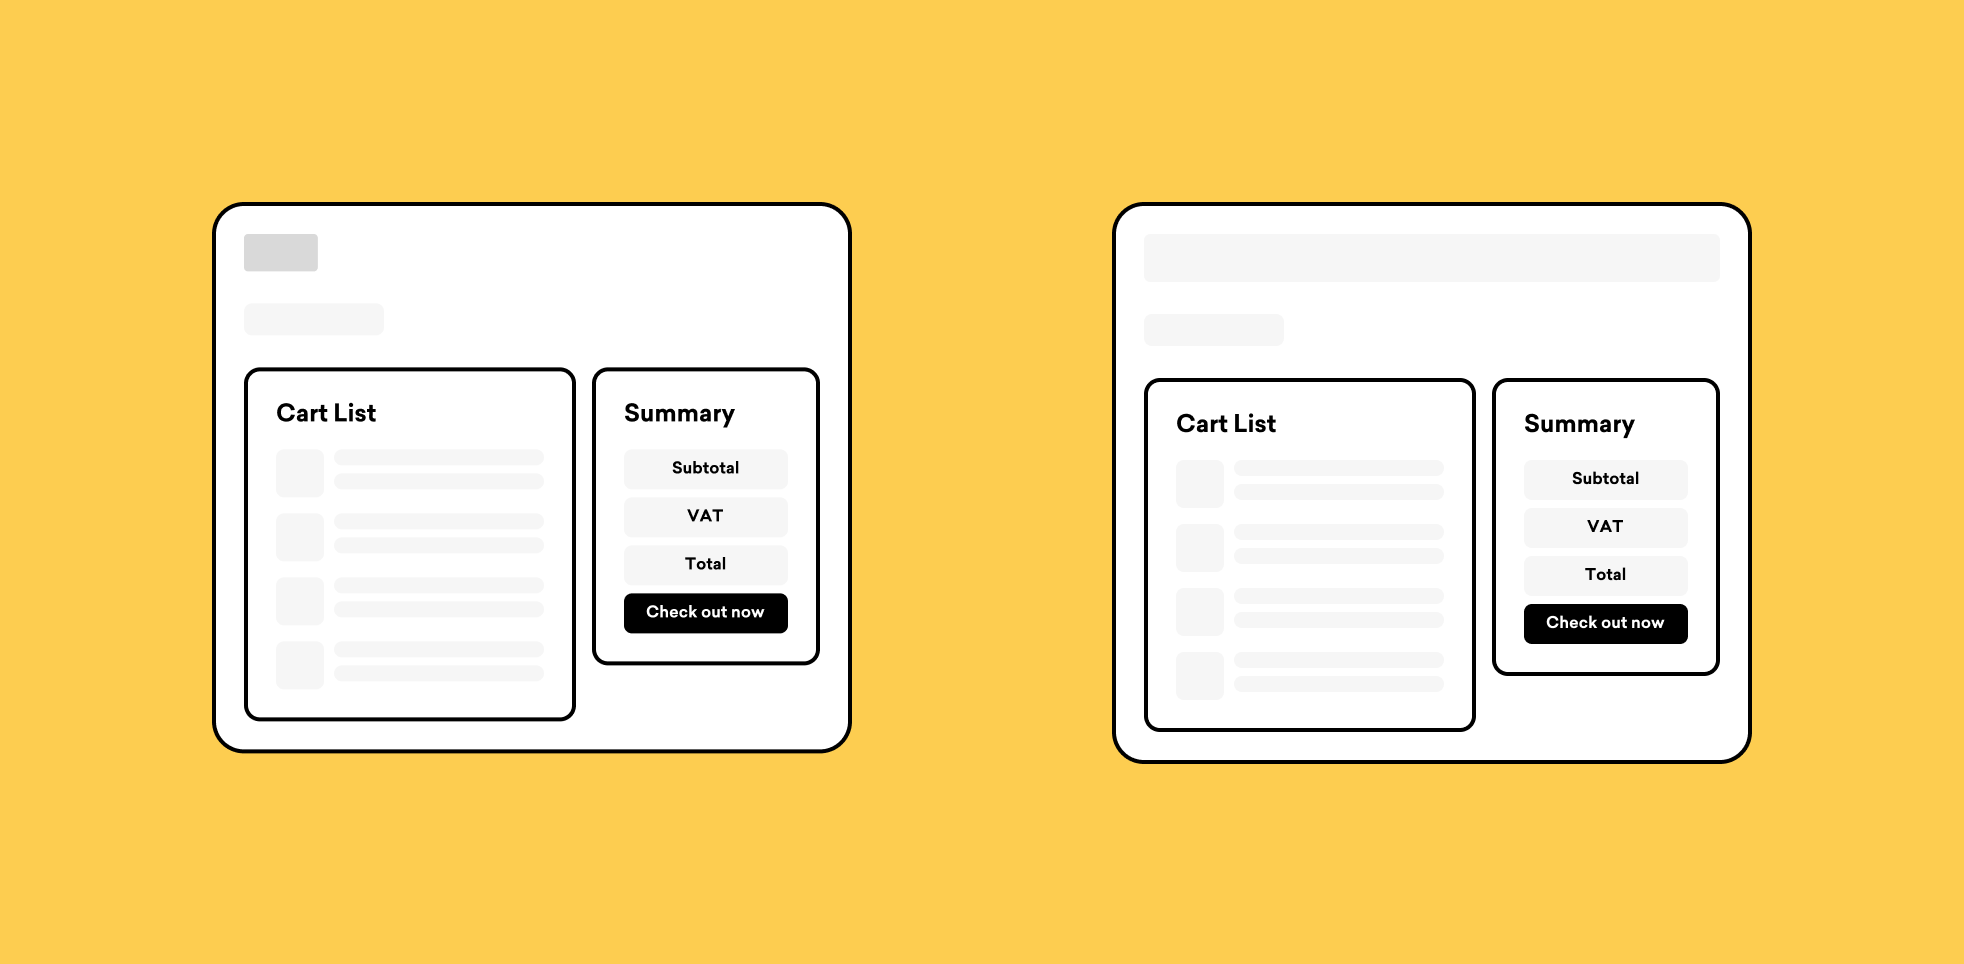 Cart List
Summary
Subtotal
VAT
Total
Check out now
Cart List
Summary
Subtotal
VAT
Total
Check out now